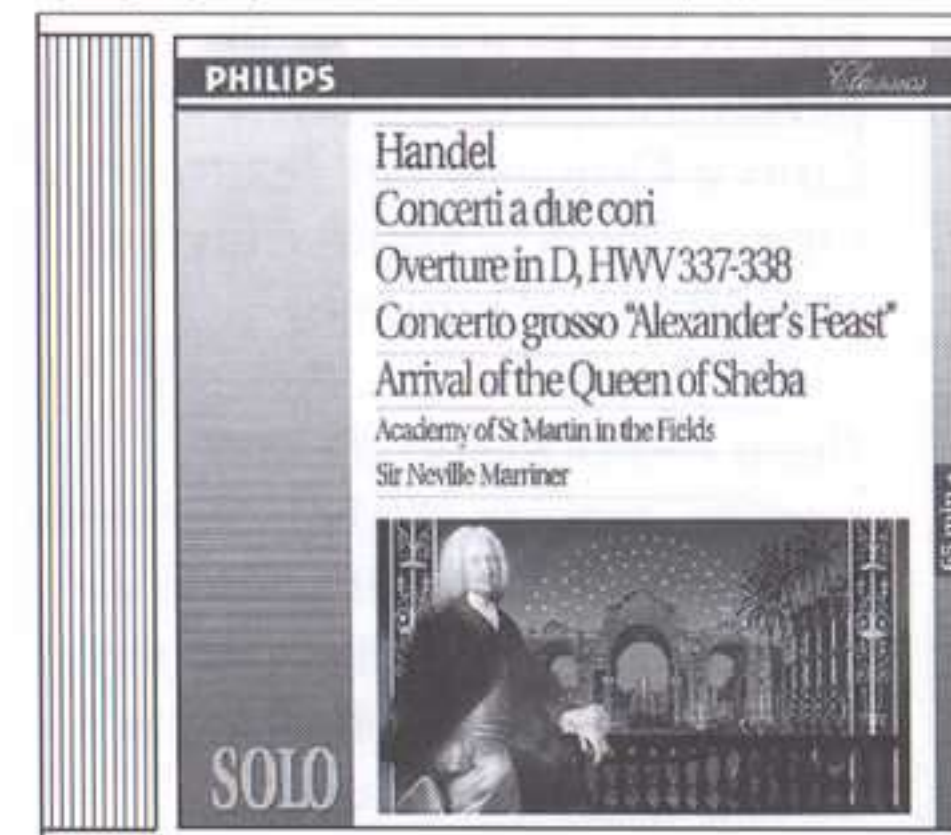 PHILIPS Classics
Handel
Concerti a due cori
Overture in D, HWV 337-338
Concerto grosso "Alexander's Feast"
Arrival of the Queen of Sheba
Academy of St Martin in the Fields
Sir Neville Marriner
SOLO